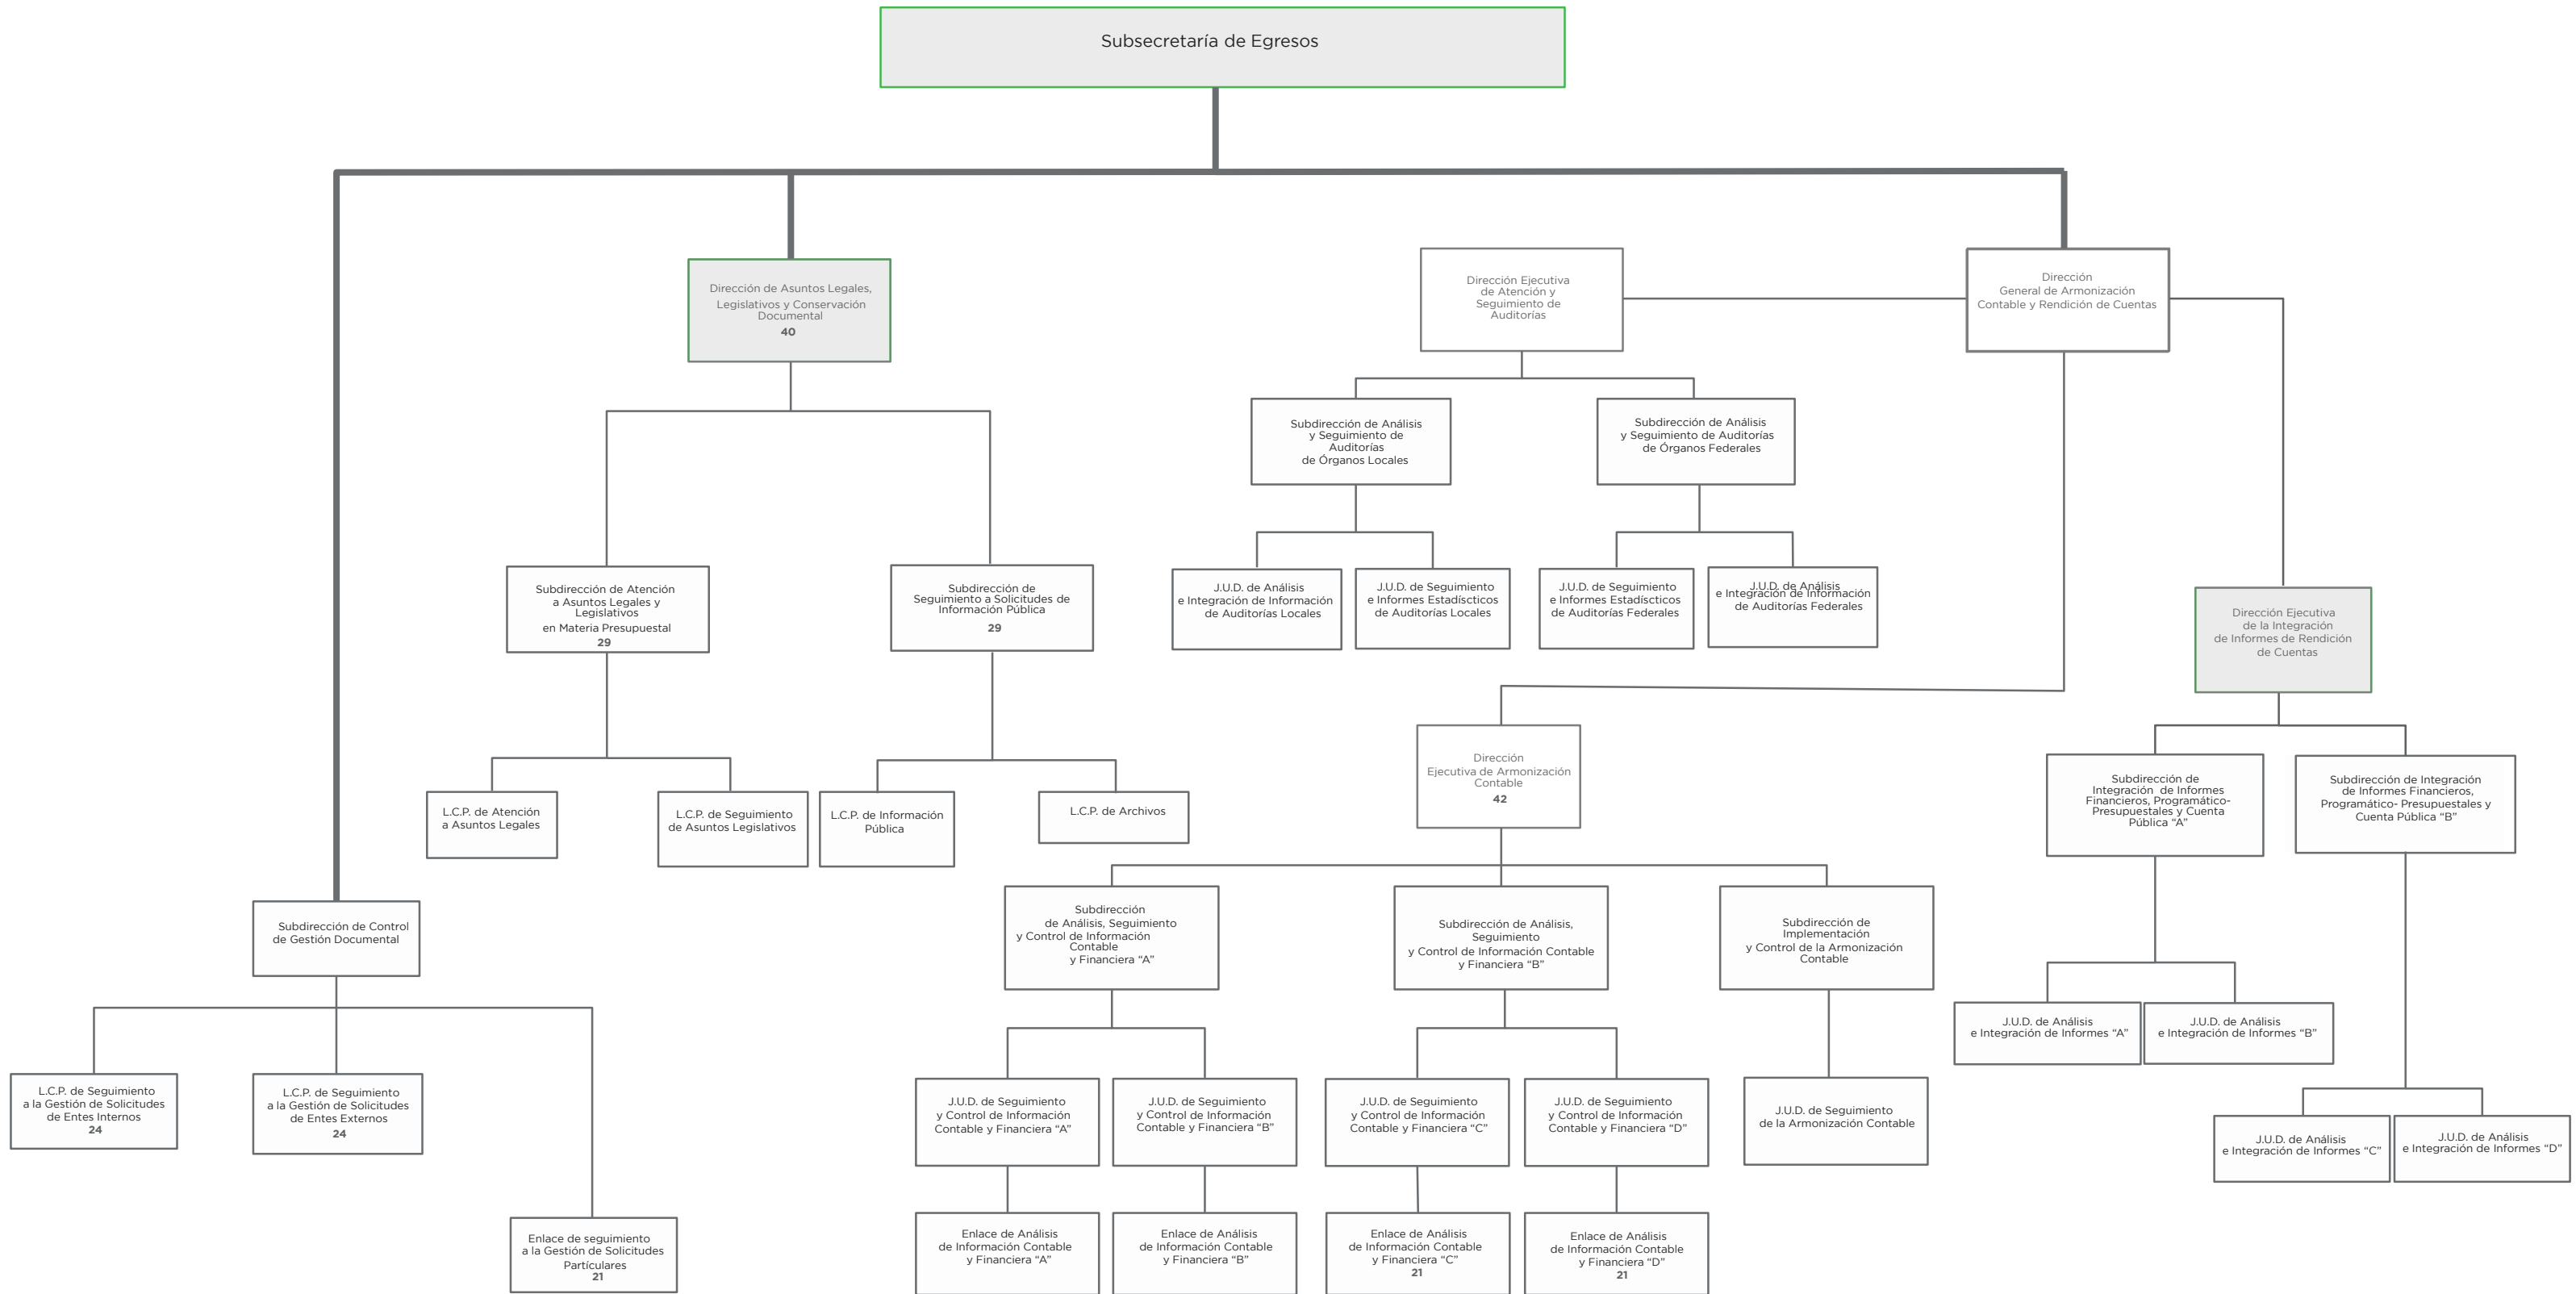 Subsecretaría de Egresos
Dirección de Asuntos Legales,
Legislativos y Conservación
Documental
40
Dirección Ejecutiva
de Atención y
Seguimiento de
Auditorías
Dirección
General de Armonización
Contable y Rendición de Cuentas
Subdirección de Análisis
y Seguimiento de
Auditorías
de Órganos Locales
Subdirección de Análisis
y Seguimiento de Auditorías
de Órganos Federales
Subdirección de Atención
a Asuntos Legales y
Legislativos
en Materia Presupuestal
29
Subdirección de
Seguimiento a Solicitudes de
Información Pública
29
J.U.D. de Análisis
e Integración de Información
de Auditorías Locales
J.U.D. de Seguimiento
e Informes Estadíscticos
de Auditorías Locales
J.U.D. de Seguimiento
e Informes Estadíscticos
de Auditorías Federales
J.U.D. de Análisis
e Integración de Información
de Auditorías Federales
Dirección Ejecutiva
de la Integración
de Informes de Rendición
de Cuentas
Dirección
Ejecutiva de Armonización
Contable
42
Subdirección de
Integración de Informes
Financieros, Programático-
Presupuestales y Cuenta
Pública “A”
Subdirección de Integración
de Informes Financieros,
Programático- Presupuestales y
Cuenta Pública “B”
L.C.P. de Atención
a Asuntos Legales
L.C.P. de Seguimiento
de Asuntos Legislativos
L.C.P. de Información
Pública
L.C.P. de Archivos
Subdirección de Control
de Gestión Documental
Subdirección
de Análisis, Seguimiento
y Control de Información
Contable
y Financiera “A”
Subdirección de Análisis,
Seguimiento
y Control de Información Contable
y Financiera “B”
Subdirección de
Implementación
y Control de la Armonización
Contable
J.U.D. de Análisis
e Integración de Informes “A”
J.U.D. de Análisis
e Integración de Informes “B”
L.C.P. de Seguimiento
a la Gestión de Solicitudes
de Entes Internos
24
L.C.P. de Seguimiento
a la Gestión de Solicitudes
de Entes Externos
24
J.U.D. de Seguimiento
y Control de Información
Contable y Financiera “A”
J.U.D. de Seguimiento
y Control de Información
Contable y Financiera “B”
J.U.D. de Seguimiento
y Control de Información
Contable y Financiera “C”
J.U.D. de Seguimiento
y Control de Información
Contable y Financiera “D”
J.U.D. de Seguimiento
de la Armonización Contable
J.U.D. de Análisis
e Integración de Informes “C”
J.U.D. de Análisis
e Integración de Informes “D”
Enlace de seguimiento
a la Gestión de Solicitudes
Partículares
21
Enlace de Análisis
de Información Contable
y Financiera “A”
Enlace de Análisis
de Información Contable
y Financiera “B”
Enlace de Análisis
de Información Contable
y Financiera “C”
21
Enlace de Análisis
de Información Contable
y Financiera “D”
21